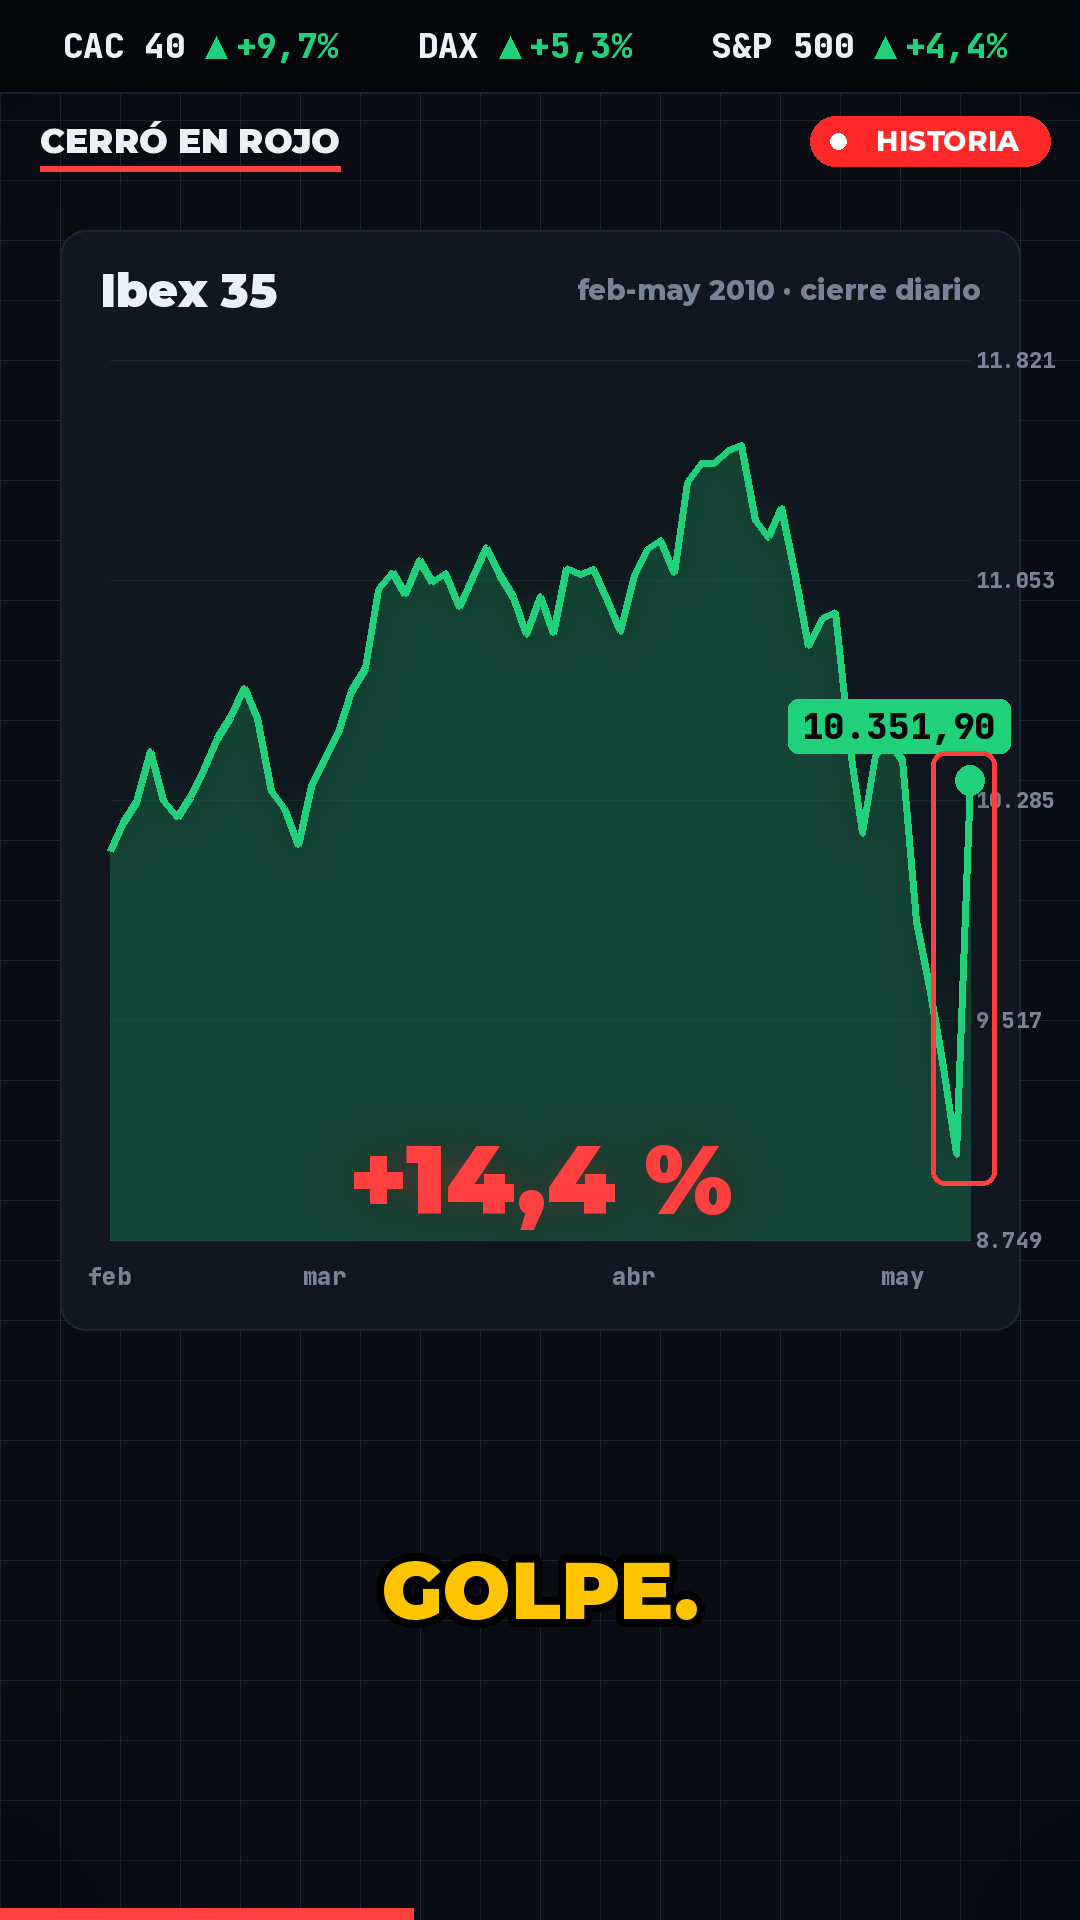 CAC 40 ▲+9,7% DAX ▲+5,3% S&P 500 ▲+4,4%
CERRÓ EN ROJO
HISTORIA
Ibex 35
feb-may 2010 · cierre diario
11.821
11.053
10.351,90
10.285
9.517
+14,4 %
8.749
feb mar abr may
GOLPE.